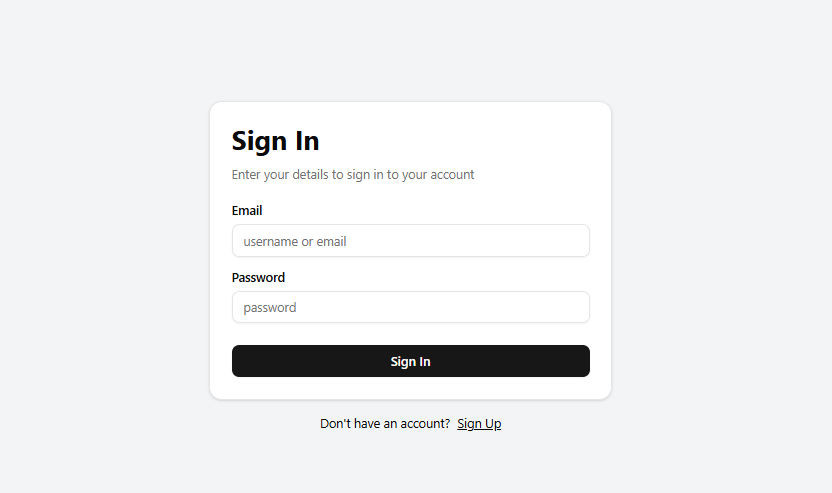 Sign In
Enter your details to sign in to your account
Email
username or email
Password
password
Sign In
Don't have an account? Sign Up